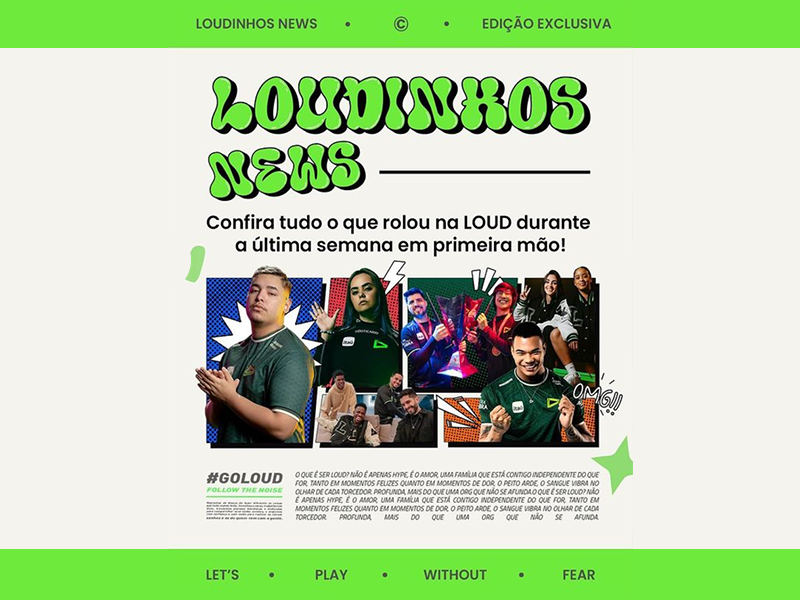 LOUDINHOS NEWS • © • EDIÇÃO EXCLUSIVA
LOUDINHOS
NEWS
Confira tudo o que rolou na LOUD durante
a última semana em primeira mão!
itaú
itaú
OMG!!
#GOLOUD
FOLLOW THE NOISE
O QUE É SER LOUD? NÃO É APENAS HYPE, É O AMOR, UMA FAMÍLIA QUE ESTÁ CONTIGO INDEPENDENTE DO QUE
FOR, TANTO EM MOMENTOS FELIZES QUANTO EM MOMENTOS DE DOR, O PEITO ARDE, O SANGUE VIBRA NO
OLHAR DE CADA TORCEDOR. PROFUNDA, MAIS DO QUE UMA ORG QUE NÃO SE AFUNDA.O QUE É SER LOUD? NÃO
É APENAS HYPE, É O AMOR, UMA FAMÍLIA QUE ESTÁ CONTIGO INDEPENDENTE DO QUE FOR, TANTO EM
MOMENTOS FELIZES QUANTO EM MOMENTOS DE DOR, O PEITO ARDE, O SANGUE VIBRA NO OLHAR DE CADA
TORCEDOR. PROFUNDA, MAIS DO QUE UMA ORG QUE NÃO SE AFUNDA.
LET'S • PLAY • WITHOUT • FEAR